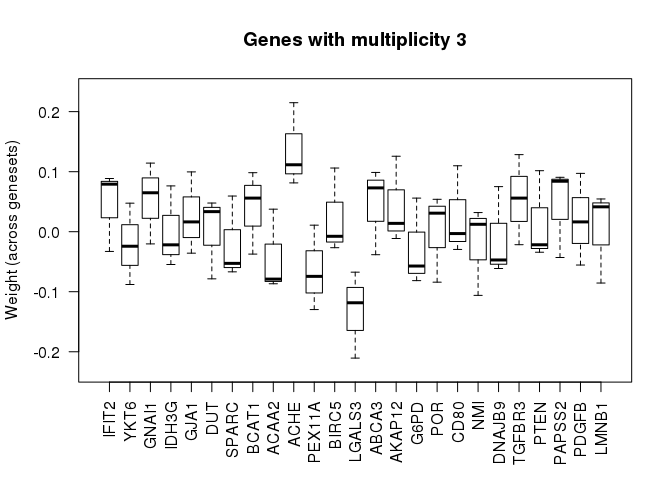 Genes with multiplicity 3
Weight (across genesets)
0.2
0.1
0.0
-0.1
-0.2
IFIT2
YKT6
GNAI1
IDH3G
GJA1
DUT
SPARC
BCAT1
ACAA2
ACHE
PEX11A
BIRC5
LGALS3
ABCA3
AKAP12
G6PD
POR
CD80
NMI
DNAJB9
TGFBR3
PTEN
PAPSS2
PDGFB
LMNB1